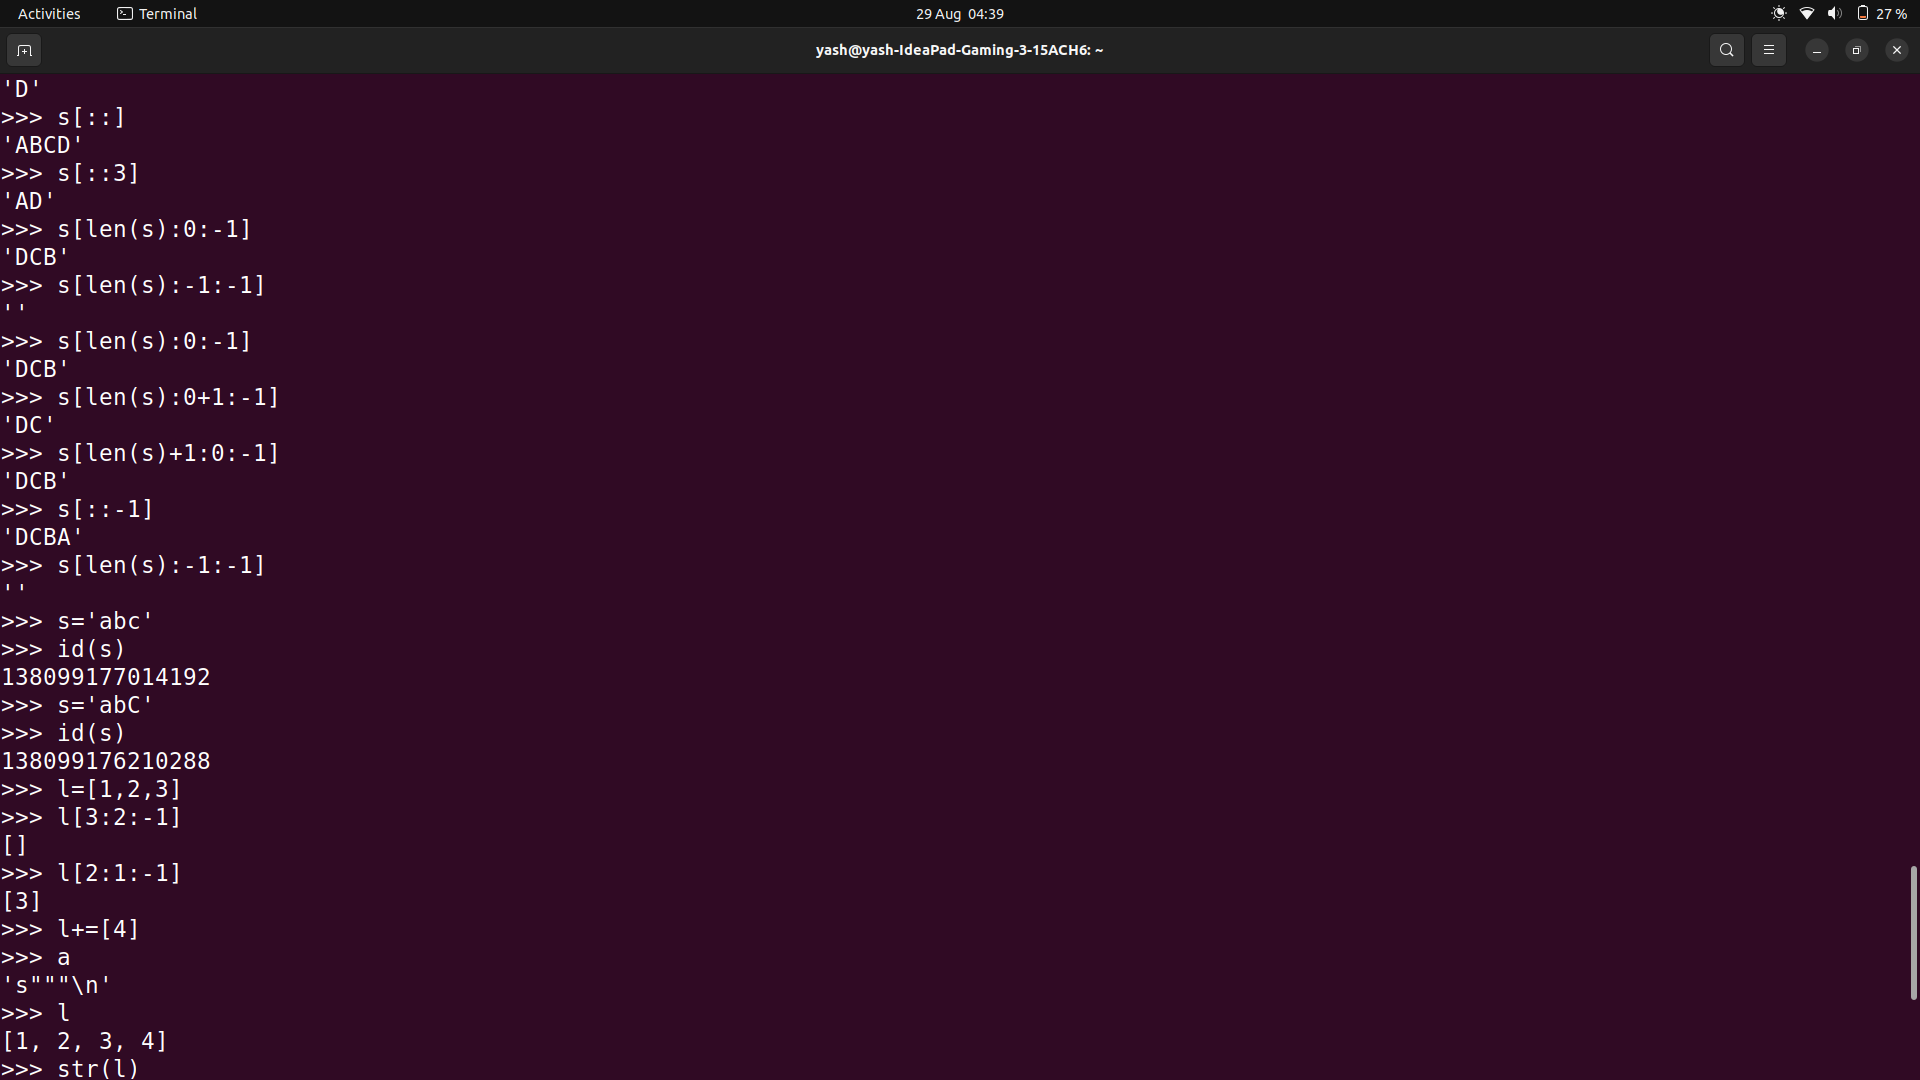 Activities
Terminal
29 Aug 04:39
27 %
yash@yash-IdeaPad-Gaming-3-15ACH6: ~
'D'
>>> s[::]
'ABCD'
>>> s[::3]
'AD'
>>> s[len(s):0:-1]
'DCB'
>>> s[len(s):-1:-1]
''
>>> s[len(s):0:-1]
'DCB'
>>> s[len(s):0+1:-1]
'DC'
>>> s[len(s)+1:0:-1]
'DCB'
>>> s[::-1]
'DCBA'
>>> s[len(s):-1:-1]
''
>>> s='abc'
>>> id(s)
138099177014192
>>> s='abC'
>>> id(s)
138099176210288
>>> l=[1,2,3]
>>> l[3:2:-1]
[]
>>> l[2:1:-1]
[3]
>>> l+=[4]
>>> a
's"""\n'
>>> l
[1, 2, 3, 4]
>>> str(l)